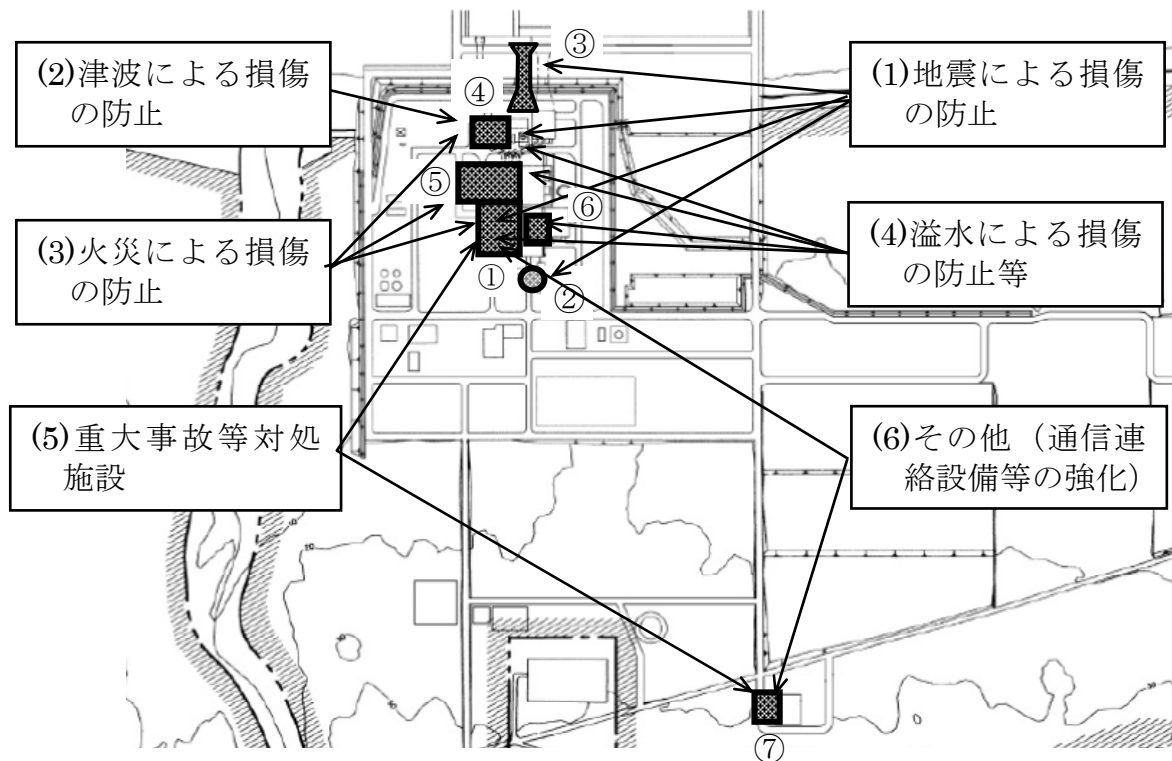 (2)津波による損傷
の防止
③
(1)地震による損傷
の防止
④
⑤
⑥
(3)火災による損傷
の防止
(4)溢水による損傷
の防止等
①
②
(5)重大事故等対処
施設
(6)その他（通信連
絡設備等の強化）
⑦